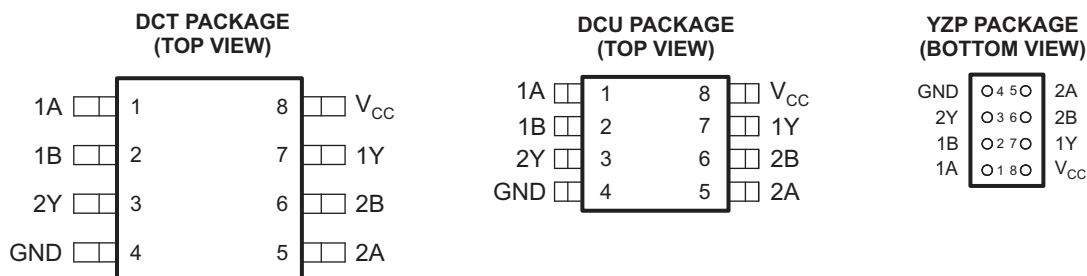 DCT PACKAGE
(TOP VIEW)
1A 1 8 VCC
1B 2 7 1Y
2Y 3 6 2B
GND 4 5 2A
DCU PACKAGE
(TOP VIEW)
1A 1 8 VCC
1B 2 7 1Y
2Y 3 6 2B
GND 4 5 2A
YZP PACKAGE
(BOTTOM VIEW)
GND 4 5 2A
2Y 3 6 2B
1B 2 7 1Y
1A 1 8 VCC